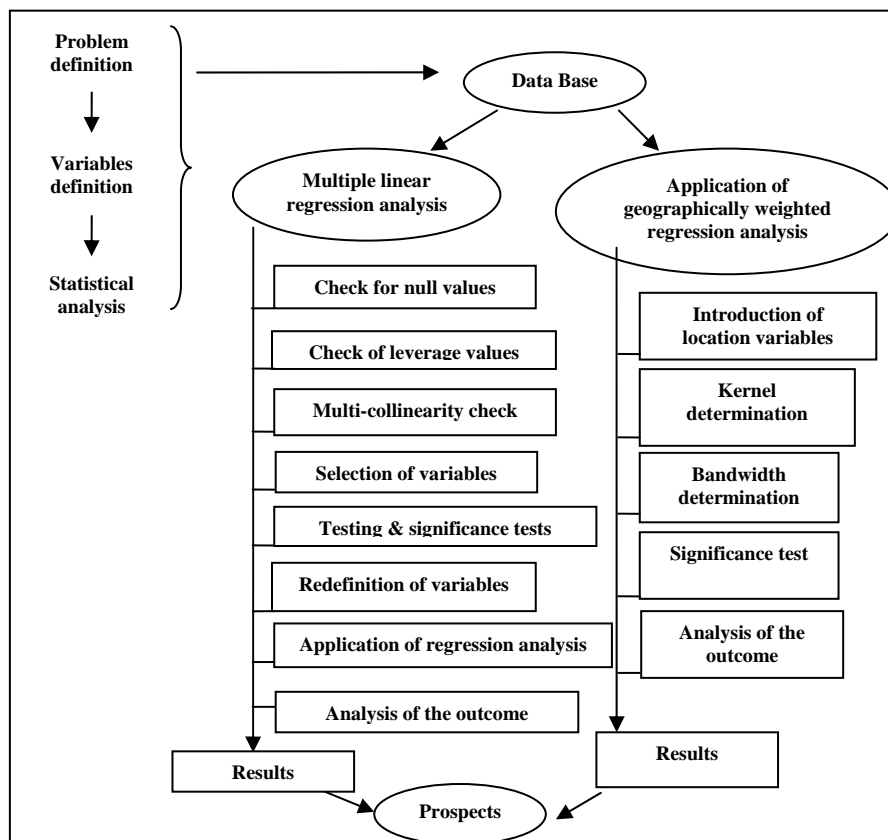 Problem
definition
Variables
definition
Statistical
analysis
Data Base
Multiple linear
regression analysis
Check for null values
Check of leverage values
Multi-collinearity check
Selection of variables
Testing & significance tests
Redefinition of variables
Application of regression analysis
Analysis of the outcome
Results
Application of
geographically weighted
regression analysis
Introduction of
location variables
Kernel
determination
Bandwidth
determination
Significance test
Analysis of the
outcome
Results
Prospects